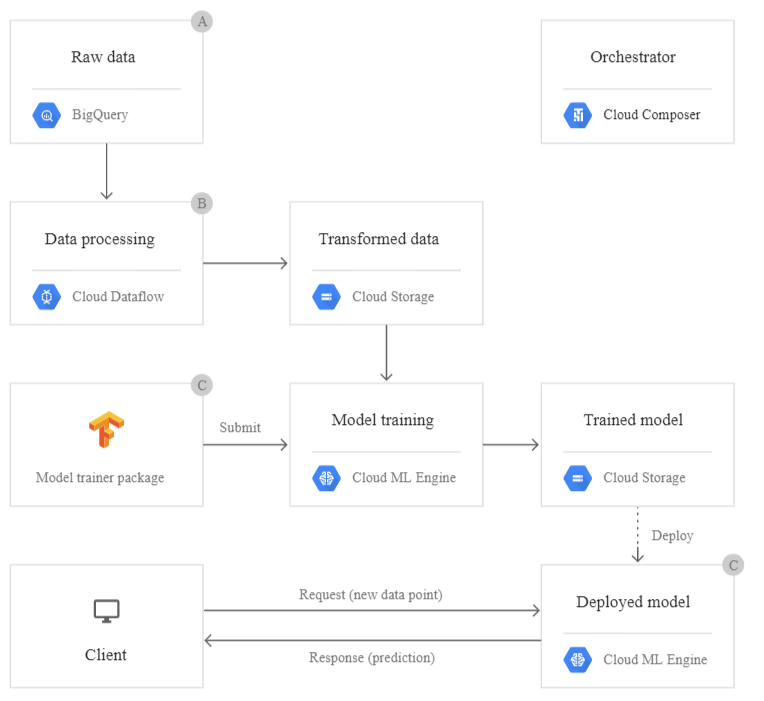 A
Raw data
BigQuery
Orchestrator
Cloud Composer
B
Data processing
Cloud Dataflow
Transformed data
Cloud Storage
C
Model trainer package
Submit
Model training
Cloud ML Engine
Trained model
Cloud Storage
Deploy
C
Client
Request (new data point)
Response (prediction)
Deployed model
Cloud ML Engine